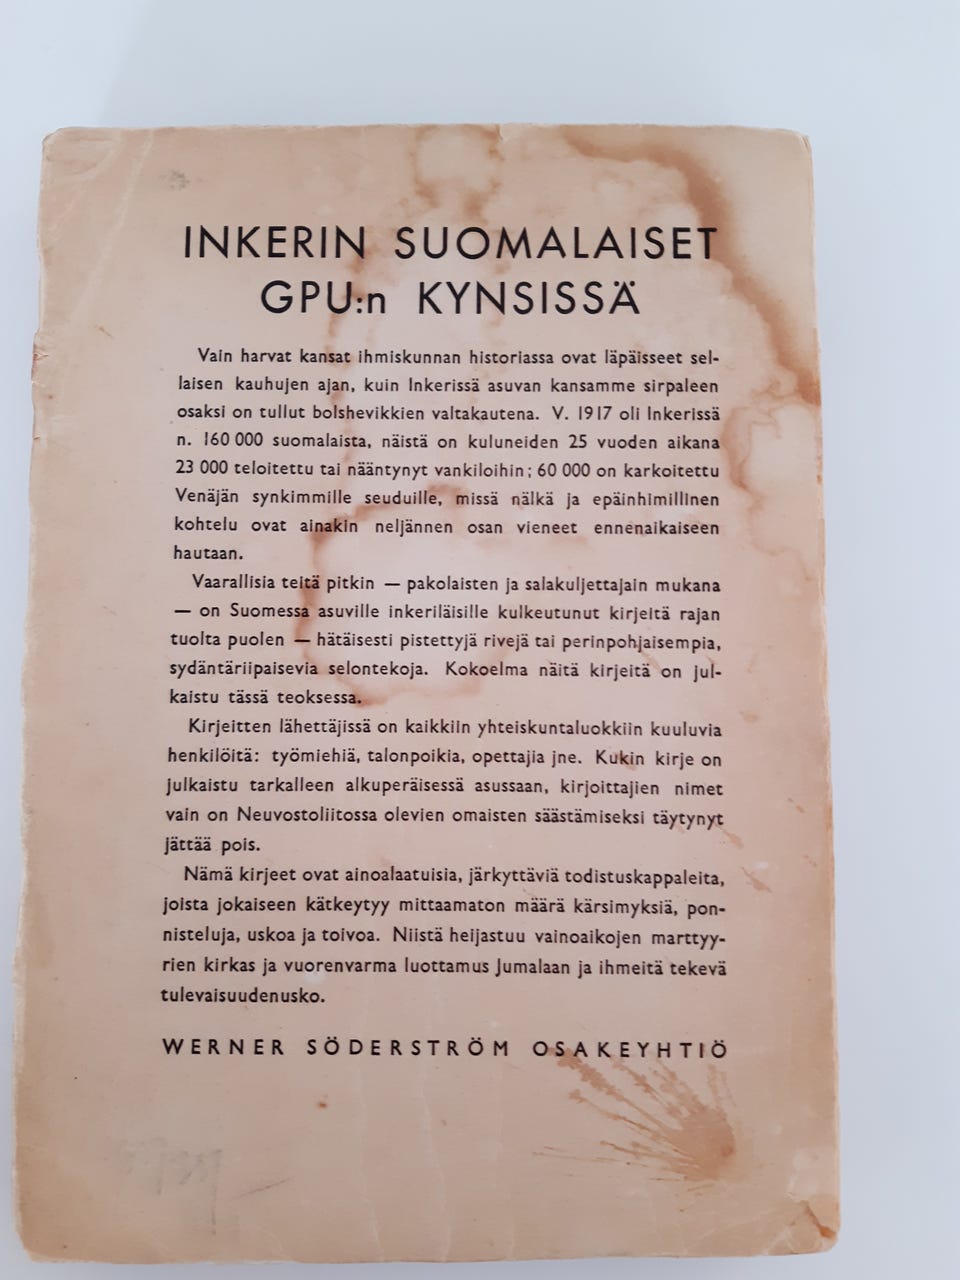 INKERIN SUOMALAISET
GPU:n KYNSISSÄ
Vain harvat kansat ihmiskunnan historiassa ovat läpäisseet sel-
laisen kauhujen ajan, kuin Inkerissä asuvan kansamme sirpaleen
osaksi on tullut bolshevikkien valtakautena. V. 1917 oli Inkerissä
n. 160 000 suomalaista, näistä on kuluneiden 25 vuoden aikana
23 000 teloitettu tai nääntynyt vankiloihin; 60 000 on karkoitettu
Venäjän synkimmille seuduille, missä nälkä ja epäinhimillinen
kohtelu ovat ainakin neljännen osan vieneet ennenaikaiseen
hautaan.
Vaarallisia teitä pitkin — pakolaisten ja salakuljettajain mukana
— on Suomessa asuville inkeriläisille kulkeutunut kirjeitä rajan
tuolta puolen — hätäisesti pistettyjä rivejä tai perinpohjaisempia,
sydäntäriipaisevia selontekoja. Kokoelma näitä kirjeitä on jul-
kaistu tässä teoksessa.
Kirjeitten lähettäjissä on kaikkiin yhteiskuntaluokkiin kuuluvia
henkilöitä: työmiehiä, talonpoikia, opettajia jne. Kukin kirje on
julkaistu tarkalleen alkuperäisessä asussaan, kirjoittajien nimet
vain on Neuvostoliitossa olevien omaisten säästämiseksi täytynyt
jättää pois.
Nämä kirjeet ovat ainoalaatuisia, järkyttäviä todistuskappaleita,
joista jokaiseen kätkeytyy mittaamaton määrä kärsimyksiä, pon-
nisteluja, uskoa ja toivoa. Niistä heijastuu vainoaikojen marttyy-
rien kirkas ja vuorenvarma luottamus Jumalaan ja ihmeitä tekevä
tulevaisuudenusko.
WERNER SÖDERSTRÖM OSAKEYHTIÖ